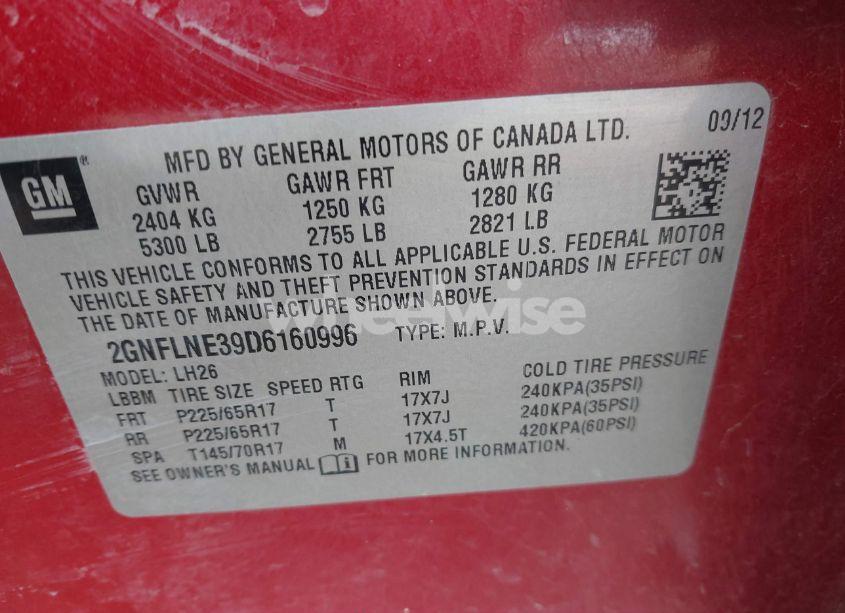 MFD BY GENERAL MOTORS OF CANADA LTD. 09/12
GM
GVWR GAWR FRT GAWR RR
2404 KG 1250 KG 1280 KG
5300 LB 2755 LB 2821 LB
THIS VEHICLE CONFORMS TO ALL APPLICABLE U.S. FEDERAL MOTOR
VEHICLE SAFETY AND THEFT PREVENTION STANDARDS IN EFFECT ON
THE DATE OF MANUFACTURE SHOWN ABOVE.
wheelwise
2GNFLNE39D6160996 TYPE: M.P.V.
MODEL: LH26
LBBM TIRE SIZE SPEED RTG RIM COLD TIRE PRESSURE
FRT P225/65R17 T 17X7J 240KPA(35PSI)
RR P225/65R17 T 17X7J 240KPA(35PSI)
SPA T145/70R17 M 17X4.5T 420KPA(60PSI)
SEE OWNER'S MANUAL i FOR MORE INFORMATION.